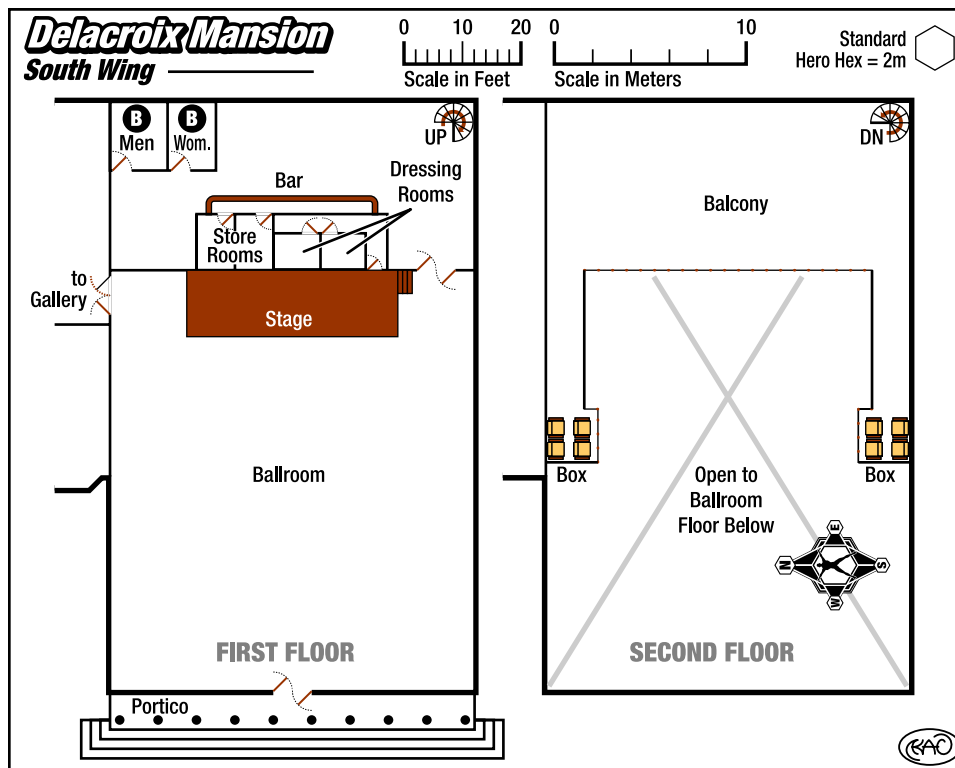 Delacroix Mansion
South Wing
0 10 20
Scale in Feet
0 10
Scale in Meters
Standard
Hero Hex = 2m
B
Men
B
Wom.
UP
Bar
Dressing
Rooms
Store
Rooms
to
Gallery
Stage
Ballroom
FIRST FLOOR
Portico
DN
Balcony
Box
Box
Open to
Ballroom
Floor Below
E
N
S
W
SECOND FLOOR
KAC